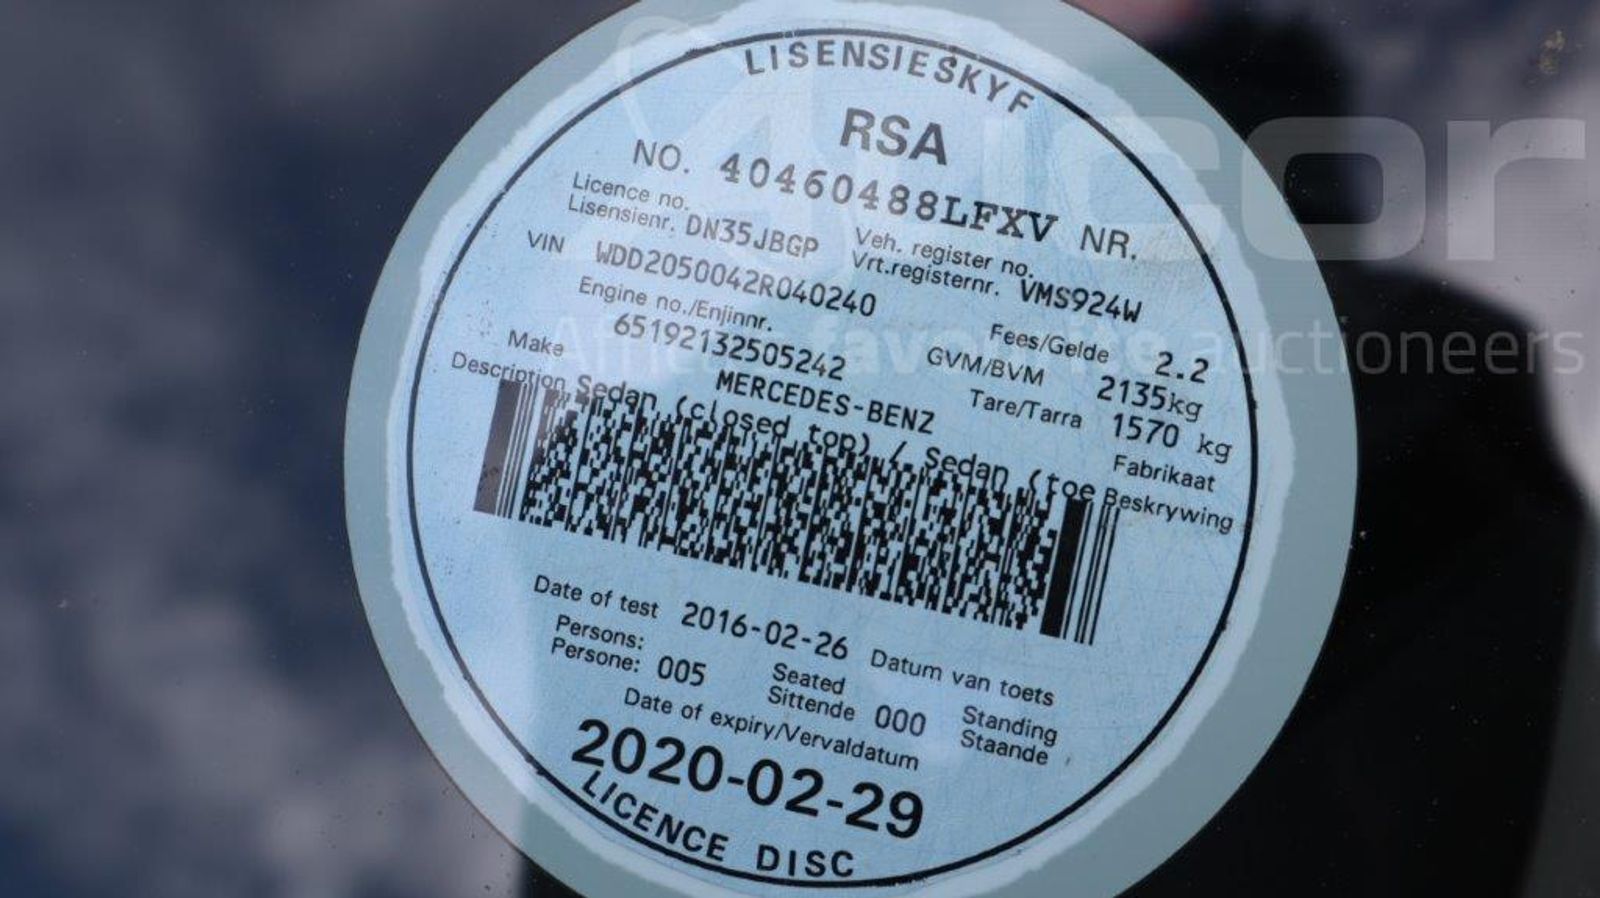 LISENSIESKYF
RSA
NO. 40460488LFXV NR.
Licence no.
Lisensienr. DN35JBGP
Veh. register no.
Vrt.registernr. VMS924W
VIN WDD2050042R040240
Engine no./Enjinnr.
65192132505242
Fees/Gelde 2.2
GVM/BVM 2135kg
Tare/Tarra 1570 kg
Make MERCEDES-BENZ Fabrikaat
Description Sedan (closed top) / Sedan (toe Beskrywing
Date of test 2016-02-26 Datum van toets
Persons:
Persone: 005
Seated
Sittende 000
Standing
Staande
Date of expiry/Vervaldatum
2020-02-29
LICENCE DISC
icor
Africa's favourite auctioneers